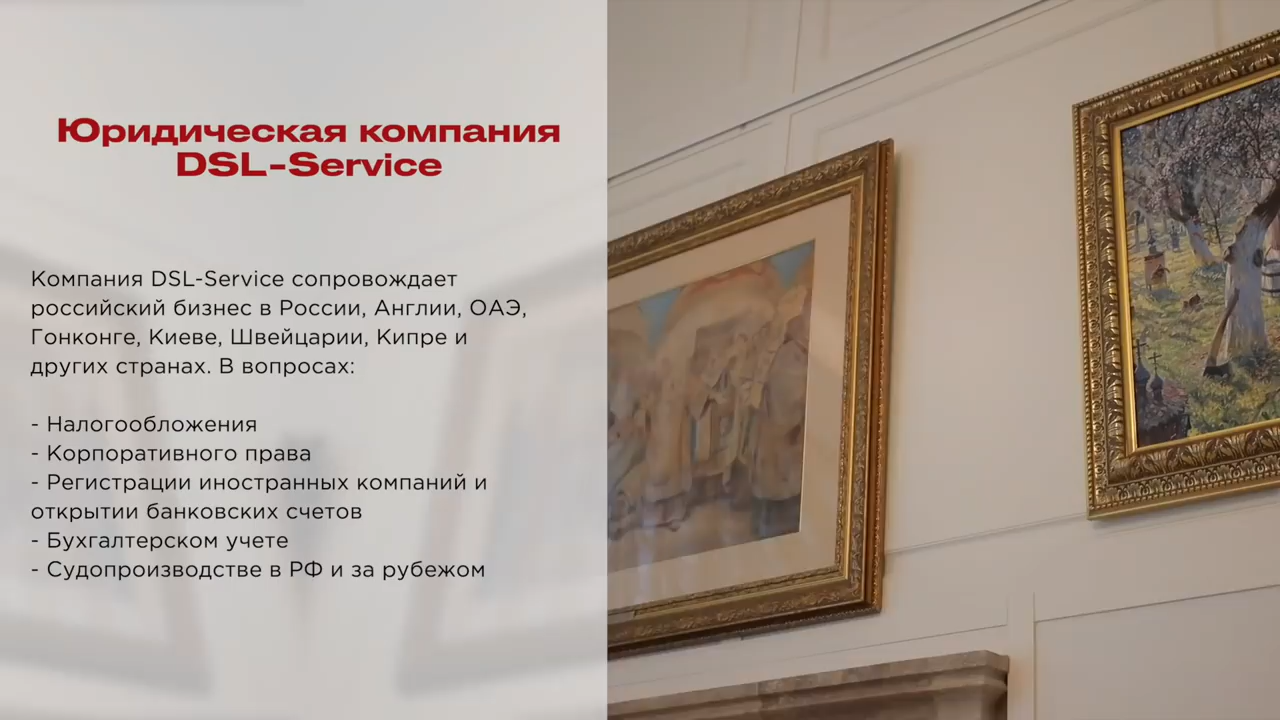 Юридическая компания
DSL-Service
Компания DSL-Service сопровождает
российский бизнес в России, Англии, ОАЭ,
Гонконге, Киеве, Швейцарии, Кипре и
других странах. В вопросах:
- Налогообложения
- Корпоративного права
- Регистрации иностранных компаний и
открытии банковских счетов
- Бухгалтерском учете
- Судопроизводстве в РФ и за рубежом